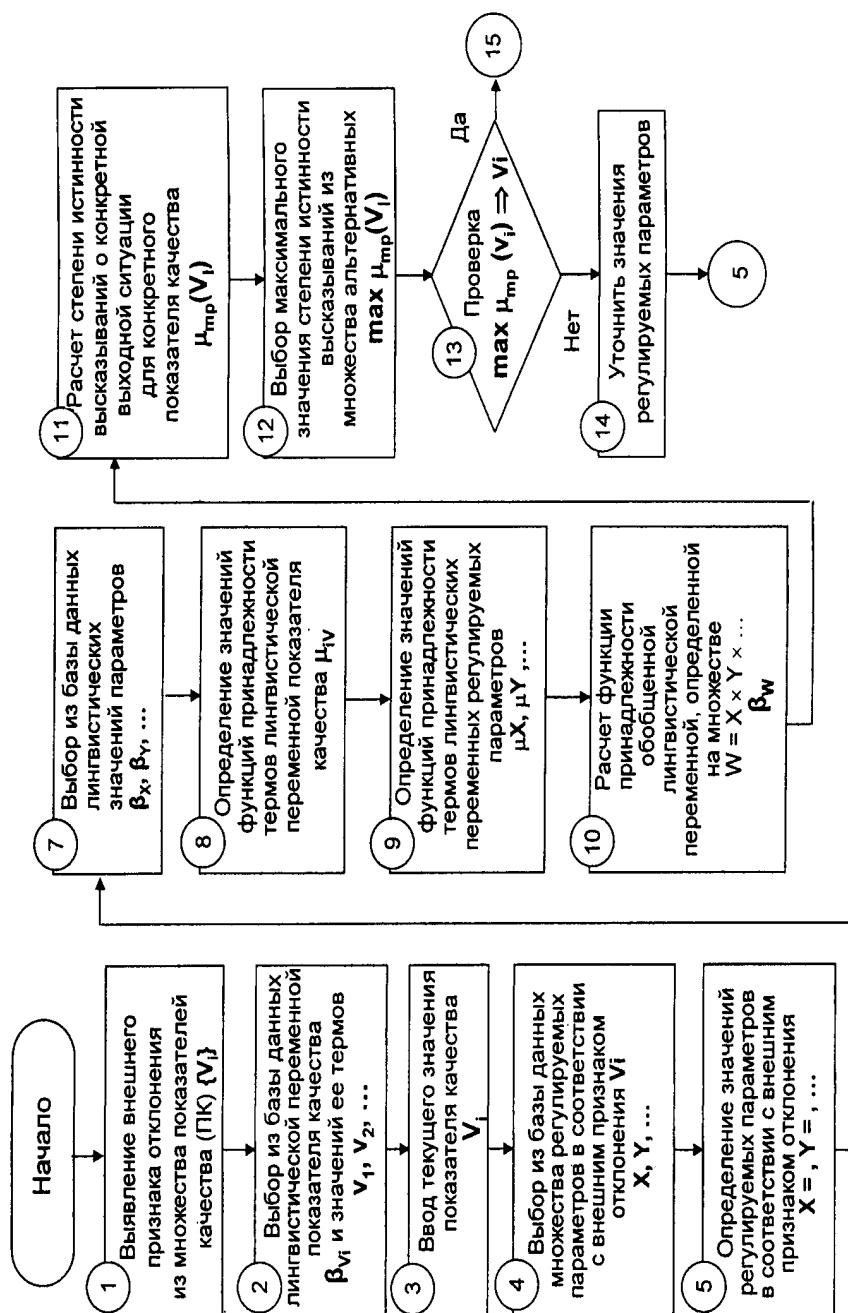 Начало
1
Выявление внешнего
признака отклонения
из множества показателей
качества (ПК) {Vi}
2
Выбор из базы данных
лингвистической переменной
показателя качества
βVi и значений ее термов
V1, V2, ...
3
Ввод текущего значения
показателя качества
Vi
4
Выбор из базы данных
множества регулируемых
параметров в соответствии
с внешним признаком
отклонения Vi
X, Y, ...
5
Определение значений
регулируемых параметров
в соответствии с внешним
признаком отклонения
X = , Y = , ...
7
Выбор из базы данных
лингвистических
значений параметров
βX, βY, ...
8
Определение значений
функций принадлежности
термов лингвистической
переменной показателя
качества μiv
9
Определение значений
функций принадлежности
термов лингвистических
переменных регулируемых
параметров
μX, μY ,...
10
Расчет функции
принадлежности
обобщенной
лингвистической
переменной, определенной
на множестве
W = X × Y × ...
βW
11
Расчет степени истинности
высказываний о конкретной
выходной ситуации
для конкретного
показателя качества
μmp(Vi)
12
Выбор максимального
значения степени истинности
высказываний из
множества альтернативных
max μmp(Vi)
13
Проверка
max μmp (vi) ⇒ vi
Да
15
Нет
14
Уточнить значения
регулируемых параметров
5